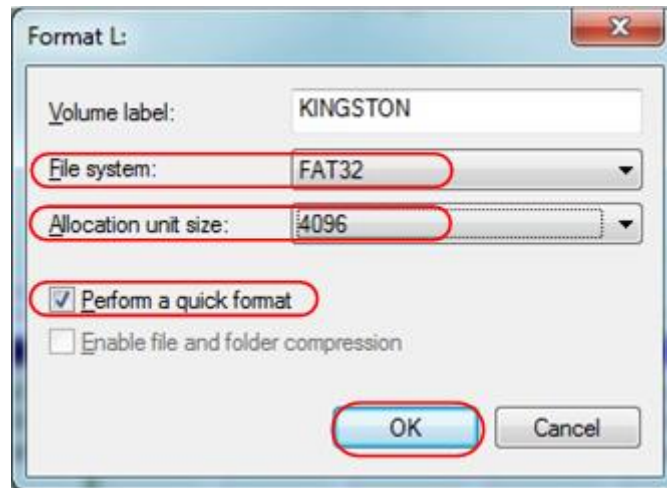 Format L:
Volume label: KINGSTON
File system: FAT32
Allocation unit size: 4096
Perform a quick format
Enable file and folder compression
OK Cancel